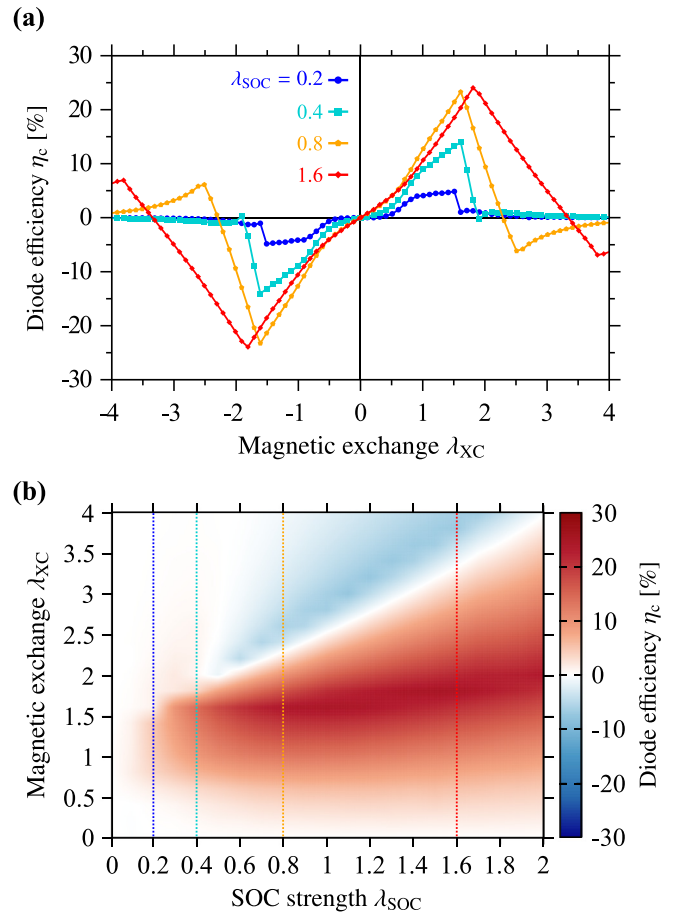 (a)
30
20
10
0
-10
-20
-30
Diode efficiency ηc [%]
λSOC = 0.2
0.4
0.8
1.6
-4 -3 -2 -1 0 1 2 3 4
Magnetic exchange λXC
(b)
4
3.5
3
2.5
2
1.5
1
0.5
0
Magnetic exchange λXC
0 0.2 0.4 0.6 0.8 1 1.2 1.4 1.6 1.8 2
SOC strength λSOC
30
20
10
0
-10
-20
-30
Diode efficiency ηc [%]